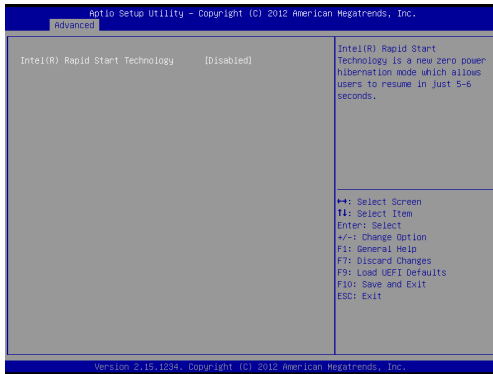 Aptio Setup Utility - Copyright (C) 2012 American Megatrends, Inc.
Advanced
Intel(R) Rapid Start Technology [Disabled]
Intel(R) Rapid Start
Technology is a new zero power
hibernation mode which allows
users to resume in just 5-6
seconds.
↔: Select Screen
↑↓: Select Item
Enter: Select
+/-: Change Option
F1: General Help
F7: Discard Changes
F9: Load UEFI Defaults
F10: Save and Exit
ESC: Exit
Version 2.15.1234. Copyright (C) 2012 American Megatrends, Inc.